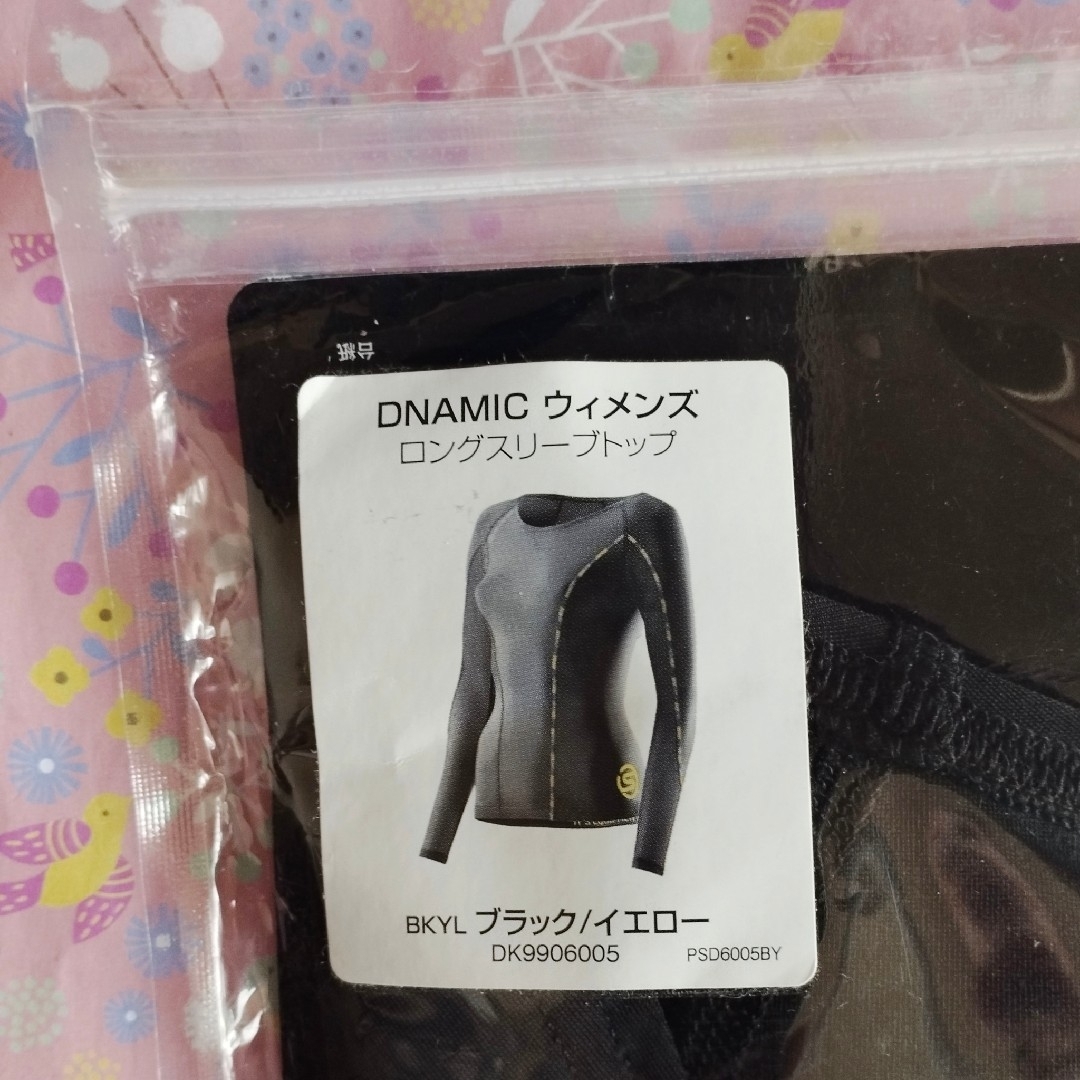 DNAMIC ウィメンズ
ロングスリーブトップ
BKYL ブラック/イエロー
DK9906005
PSD6005BY